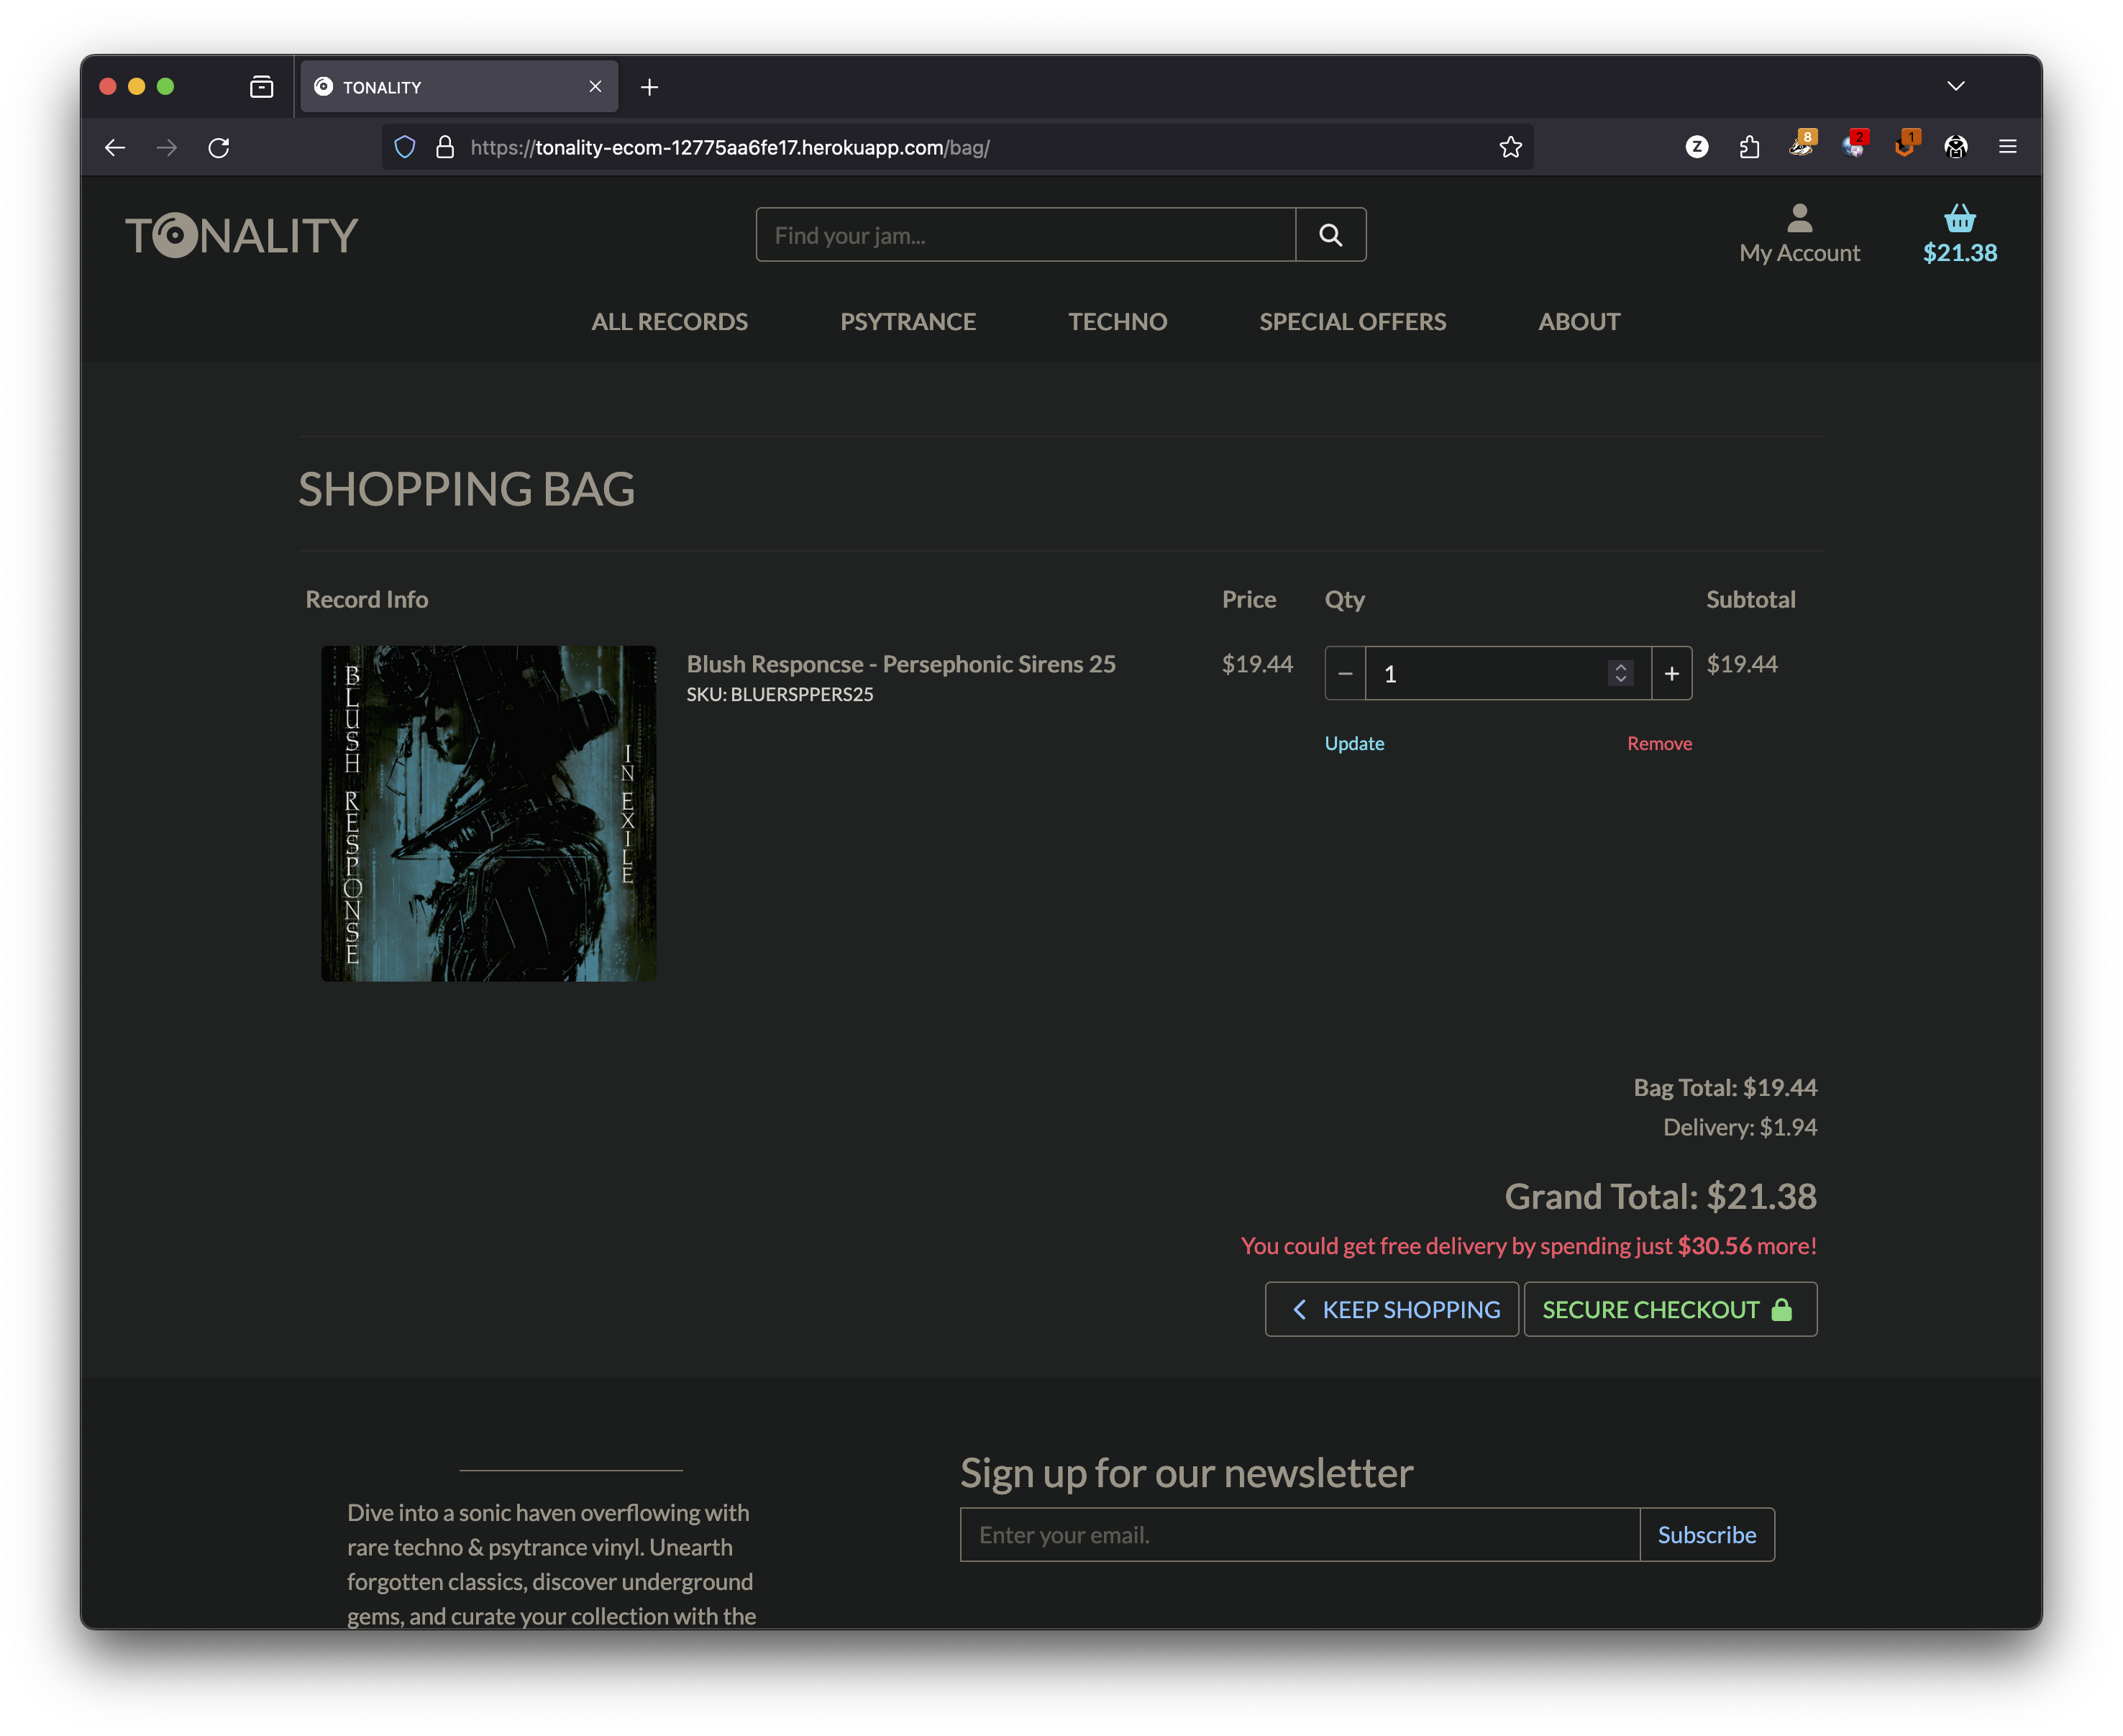 TONALITY
https://tonality-ecom-12775aa6fe17.herokuapp.com/bag/
Z
8
2
1
TONALITY
Find your jam...
My Account
$21.38
ALL RECORDS
PSYTRANCE
TECHNO
SPECIAL OFFERS
ABOUT
SHOPPING BAG
Record Info
Price
Qty
Subtotal
BLUSH RESPONSE
IN EXILE
Blush Responcse - Persephonic Sirens 25
SKU: BLUERSPPERS25
$19.44
1
$19.44
Update
Remove
Bag Total: $19.44
Delivery: $1.94
Grand Total: $21.38
You could get free delivery by spending just $30.56 more!
KEEP SHOPPING
SECURE CHECKOUT
Dive into a sonic haven overflowing with
rare techno & psytrance vinyl. Unearth
forgotten classics, discover underground
gems, and curate your collection with the
Sign up for our newsletter
Enter your email.
Subscribe